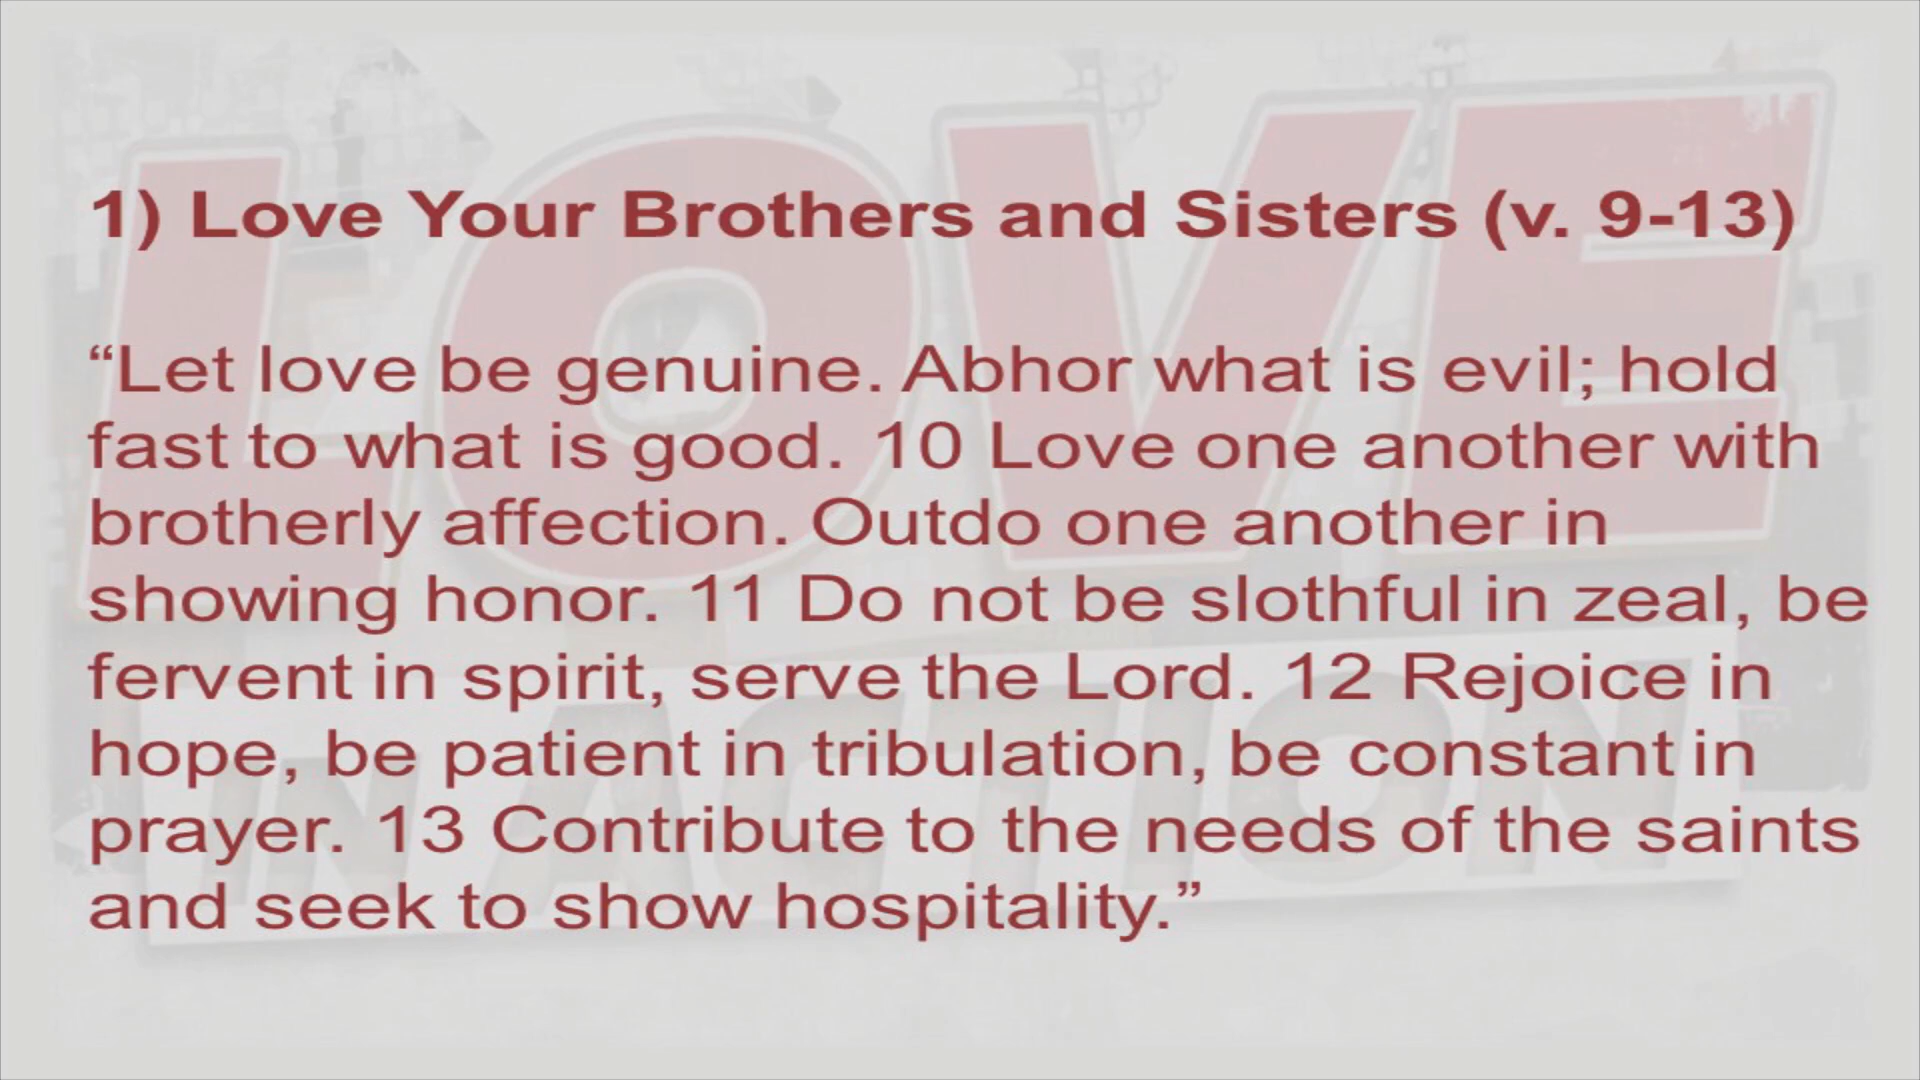 LOVE
IN ACTION
1) Love Your Brothers and Sisters (v. 9-13)
“Let love be genuine. Abhor what is evil; hold
fast to what is good. 10 Love one another with
brotherly affection. Outdo one another in
showing honor. 11 Do not be slothful in zeal, be
fervent in spirit, serve the Lord. 12 Rejoice in
hope, be patient in tribulation, be constant in
prayer. 13 Contribute to the needs of the saints
and seek to show hospitality.”